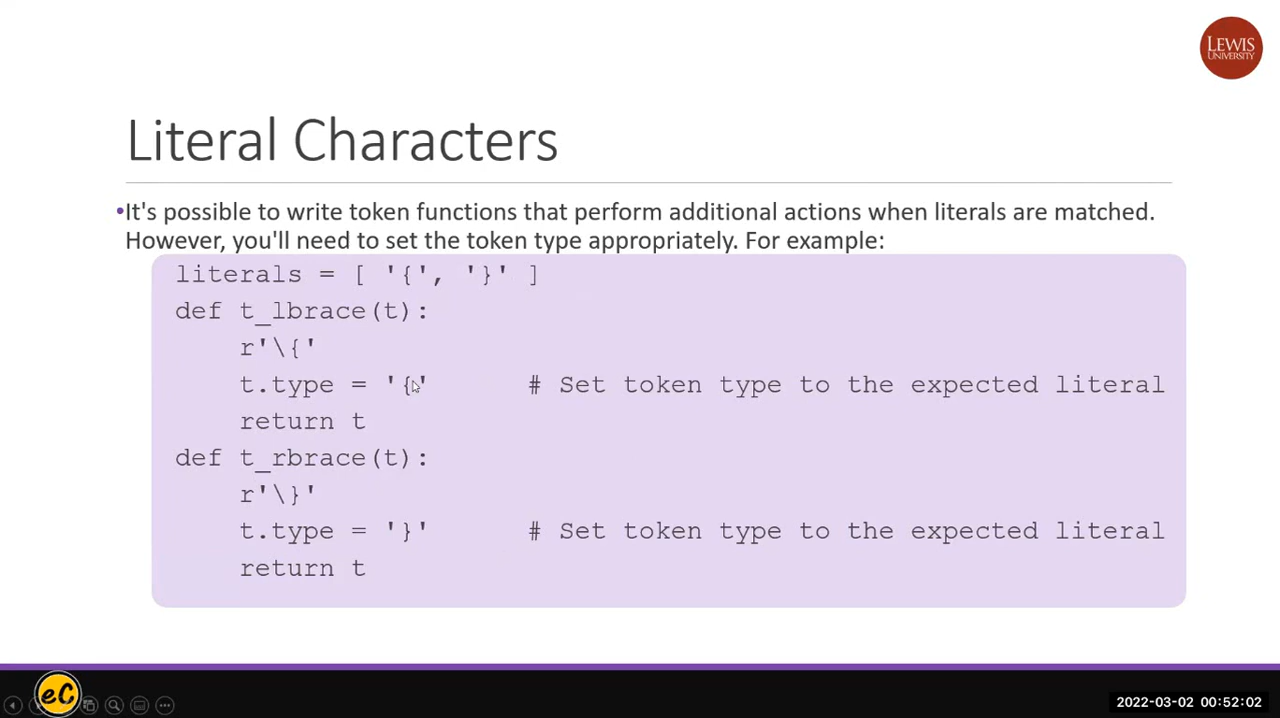 LEWIS
UNIVERSITY
Literal Characters
•It's possible to write token functions that perform additional actions when literals are matched.
However, you'll need to set the token type appropriately. For example:
literals = [ '{', '}' ]
def t_lbrace(t):
    r'\{'
    t.type = '{'      # Set token type to the expected literal
    return t
def t_rbrace(t):
    r'\}'
    t.type = '}'      # Set token type to the expected literal
    return t
eC
2022-03-02 00:52:02